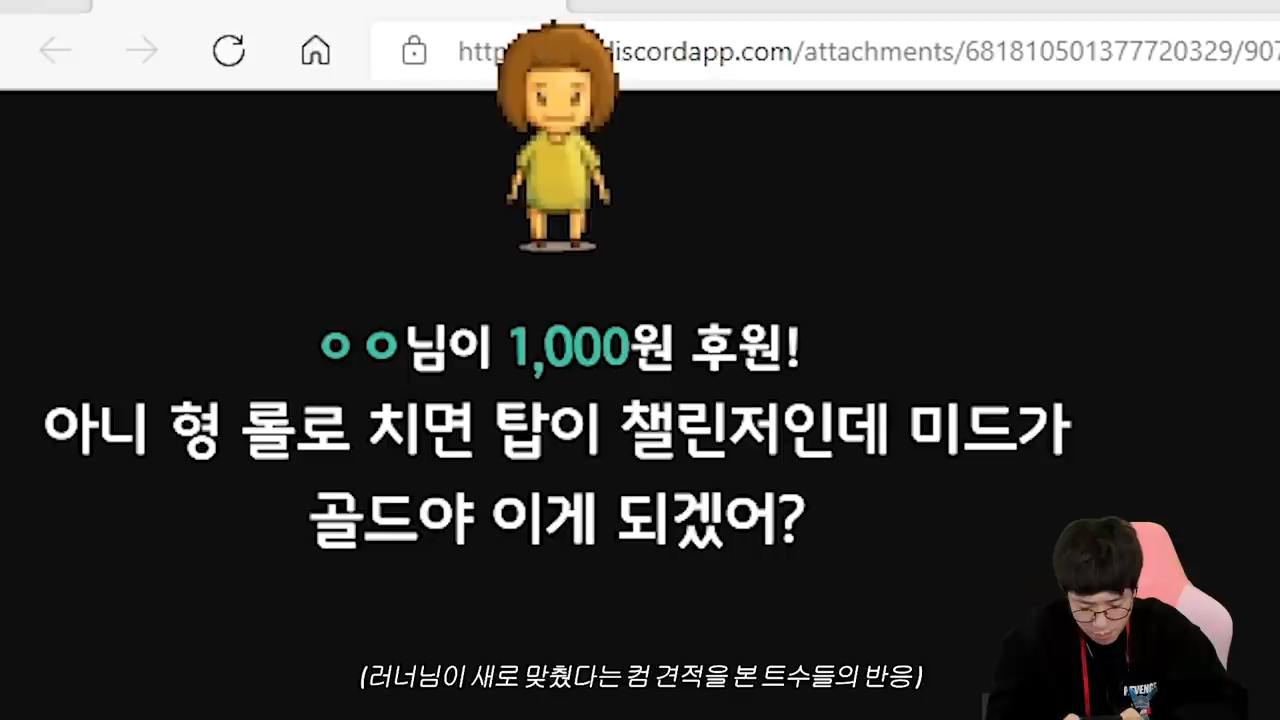 discordapp.com/attachments/681810501377720329/907
ㅇㅇ님이 1,000원 후원!
아니 형 롤로 치면 탑이 챌린저인데 미드가
골드야 이게 되겠어?
(러너님이 새로 맞췄다는 컴 견적을 본 트수들의 반응)